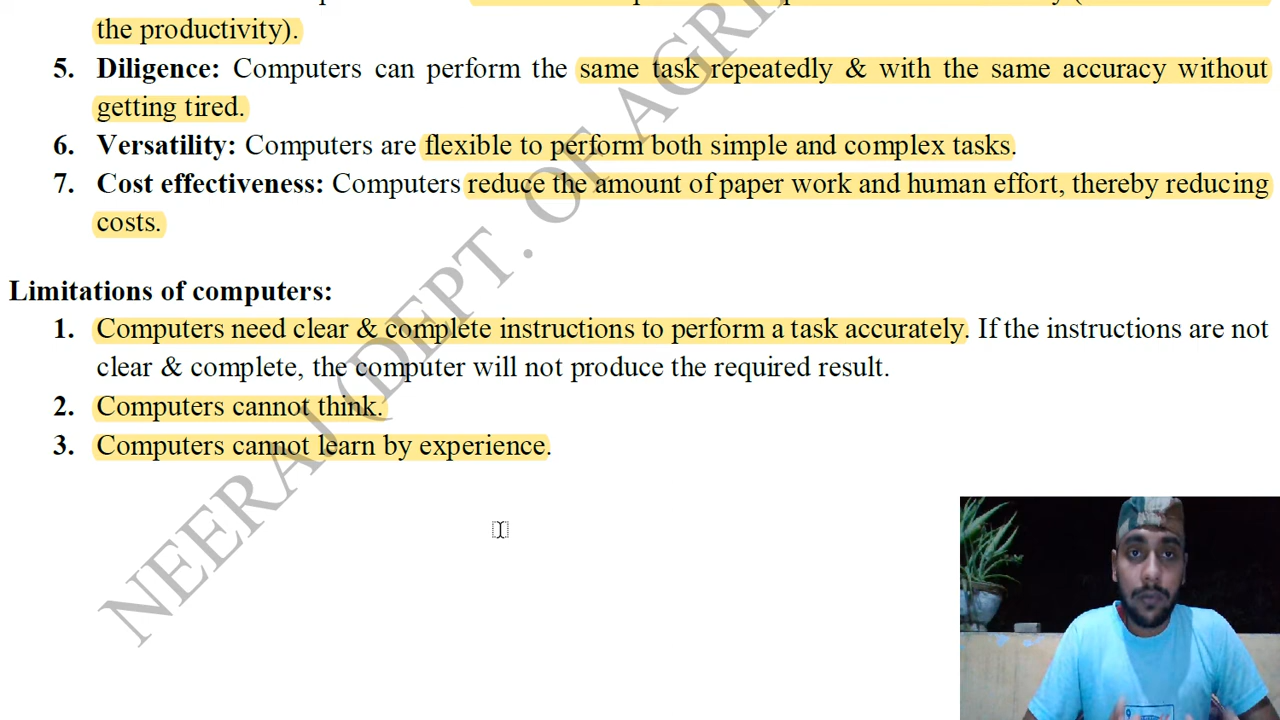 the productivity).
5. Diligence: Computers can perform the same task repeatedly & with the same accuracy without
getting tired.
6. Versatility: Computers are flexible to perform both simple and complex tasks.
7. Cost effectiveness: Computers reduce the amount of paper work and human effort, thereby reducing
costs.
Limitations of computers:
1. Computers need clear & complete instructions to perform a task accurately. If the instructions are not
clear & complete, the computer will not produce the required result.
2. Computers cannot think.
3. Computers cannot learn by experience.
NEERAJ (DEPT. OF